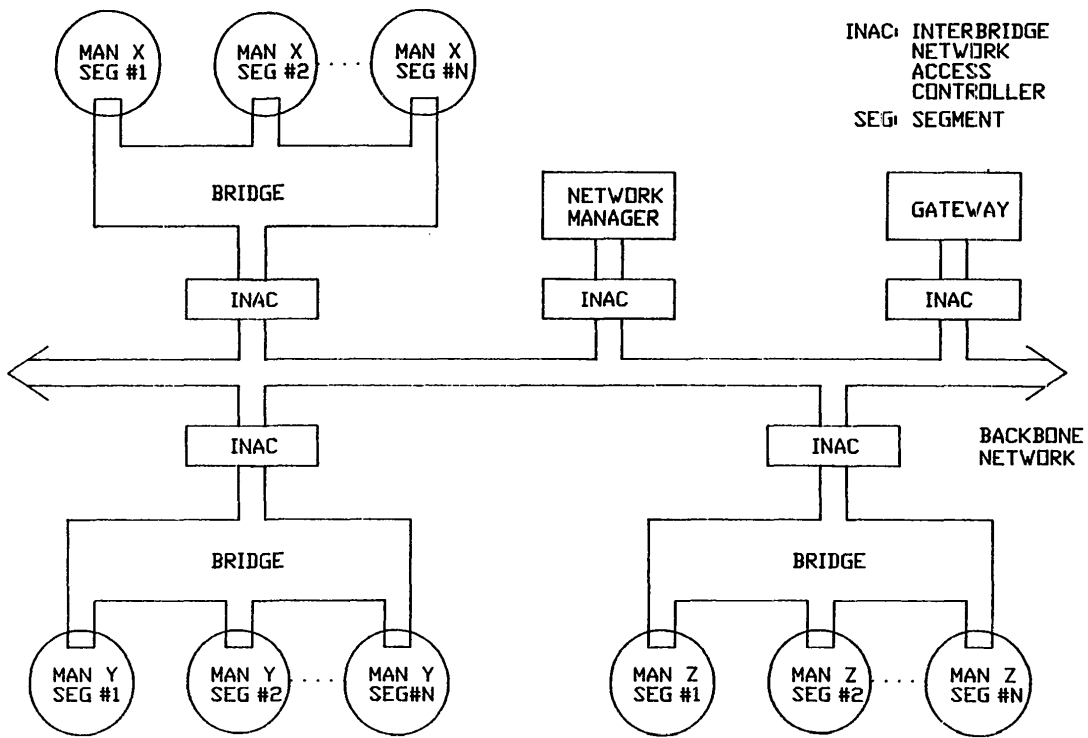 MAN X
SEG #1
MAN X
SEG #2
MAN X
SEG #N
INAC: INTERBRIDGE
NETWORK
ACCESS
CONTROLLER
SEG: SEGMENT
BRIDGE
NETWORK
MANAGER
GATEWAY
INAC
INAC
INAC
INAC
INAC
BACKBONE
NETWORK
BRIDGE
BRIDGE
MAN Y
SEG #1
MAN Y
SEG #2
MAN Y
SEG#N
MAN Z
SEG #1
MAN Z
SEG #2
MAN Z
SEG #N